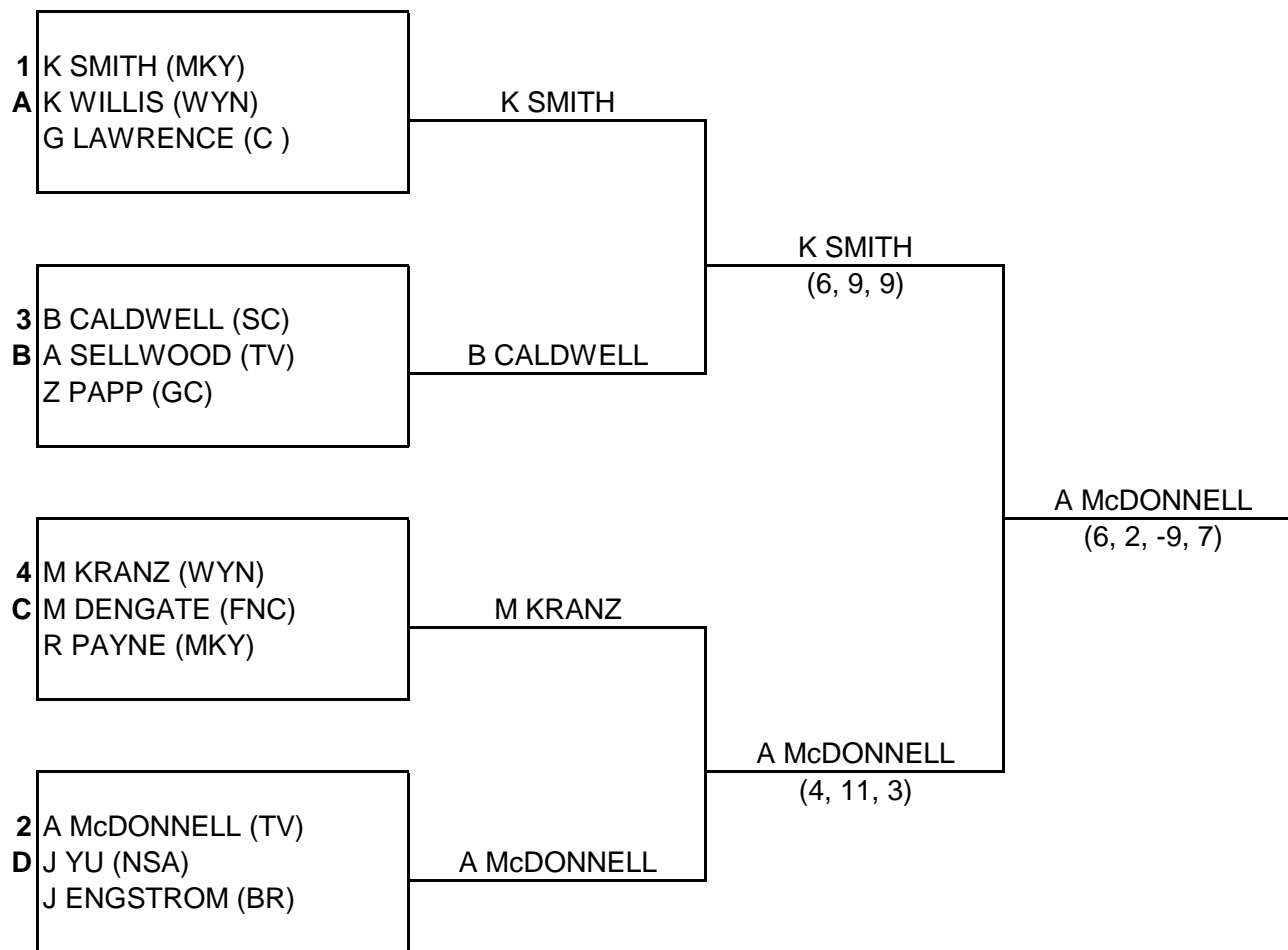 1 K SMITH (MKY)
A K WILLIS (WYN)
G LAWRENCE (C )
K SMITH
K SMITH
(6, 9, 9)
3 B CALDWELL (SC)
B A SELLWOOD (TV)
Z PAPP (GC)
B CALDWELL
A McDONNELL
(6, 2, -9, 7)
4 M KRANZ (WYN)
C M DENGATE (FNC)
R PAYNE (MKY)
M KRANZ
A McDONNELL
(4, 11, 3)
2 A McDONNELL (TV)
D J YU (NSA)
J ENGSTROM (BR)
A McDONNELL